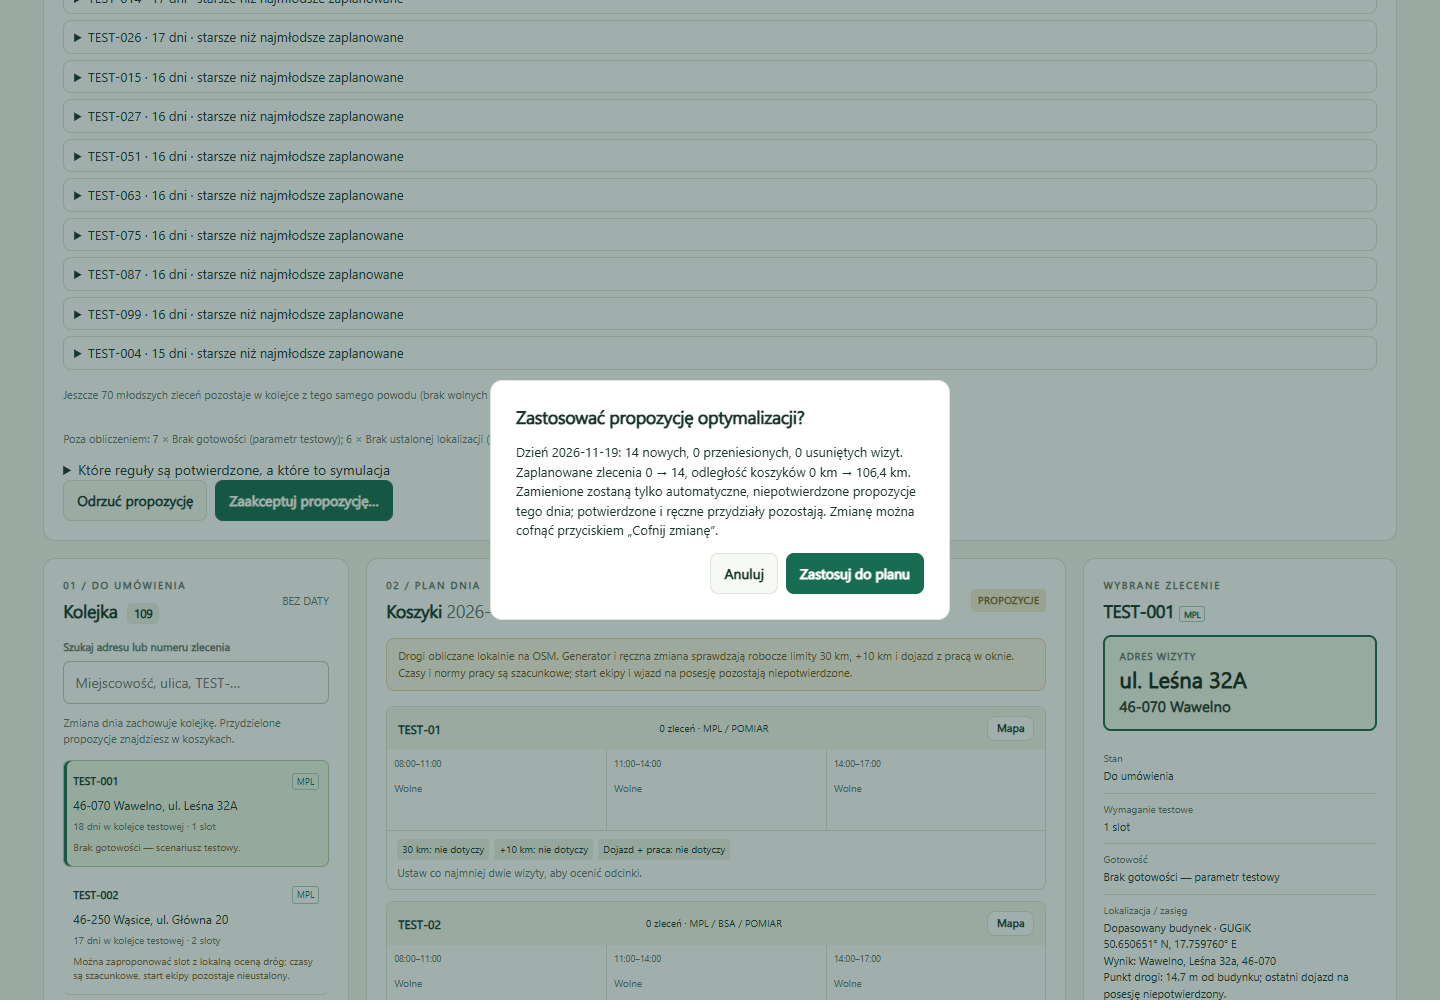 TEST-014 · 17 dni · starsze niż najmłodsze zaplanowane
TEST-026 · 17 dni · starsze niż najmłodsze zaplanowane
TEST-015 · 16 dni · starsze niż najmłodsze zaplanowane
TEST-027 · 16 dni · starsze niż najmłodsze zaplanowane
TEST-051 · 16 dni · starsze niż najmłodsze zaplanowane
TEST-063 · 16 dni · starsze niż najmłodsze zaplanowane
TEST-075 · 16 dni · starsze niż najmłodsze zaplanowane
TEST-087 · 16 dni · starsze niż najmłodsze zaplanowane
TEST-099 · 16 dni · starsze niż najmłodsze zaplanowane
TEST-004 · 15 dni · starsze niż najmłodsze zaplanowane
Jeszcze 70 młodszych zleceń pozostaje w kolejce z tego samego powodu (brak wolnych
Poza obliczeniem: 7 × Brak gotowości (parametr testowy); 6 × Brak ustalonej lokalizacji (
Które reguły są potwierdzone, a które to symulacja
Odrzuć propozycję
Zaakceptuj propozycję...
Zastosować propozycję optymalizacji?
Dzień 2026-11-19: 14 nowych, 0 przeniesionych, 0 usuniętych wizyt.
Zaplanowane zlecenia 0 → 14, odległość koszyków 0 km → 106,4 km.
Zamienione zostaną tylko automatyczne, niepotwierdzone propozycje
tego dnia; potwierdzone i ręczne przydziały pozostają. Zmianę można
cofnąć przyciskiem „Cofnij zmianę”.
Anuluj
Zastosuj do planu
01 / DO UMÓWIENIA
Kolejka 109
BEZ DATY
Szukaj adresu lub numeru zlecenia
Miejscowość, ulica, TEST-...
Zmiana dnia zachowuje kolejkę. Przydzielone
propozycje znajdziesz w koszykach.
TEST-001 MPL
46-070 Wawelno, ul. Leśna 32A
18 dni w kolejce testowej · 1 slot
Brak gotowości — scenariusz testowy.
TEST-002 MPL
46-250 Wąsice, ul. Główna 20
17 dni w kolejce testowej · 2 sloty
Można zaproponować slot z lokalną oceną dróg; czasy
są szacunkowe, start ekipy pozostaje nieustalony.
02 / PLAN DNIA
Koszyki 2026-
PROPOZYCJE
Drogi obliczane lokalnie na OSM. Generator i ręczna zmiana sprawdzają robocze limity 30 km, +10 km i dojazd z pracą w oknie.
Czasy i normy pracy są szacunkowe; start ekipy i wjazd na posesję pozostają niepotwierdzone.
TEST-01
0 zleceń · MPL / POMIAR
Mapa
08:00–11:00
11:00–14:00
14:00–17:00
Wolne
Wolne
Wolne
30 km: nie dotyczy
+10 km: nie dotyczy
Dojazd + praca: nie dotyczy
Ustaw co najmniej dwie wizyty, aby ocenić odcinki.
TEST-02
0 zleceń · MPL / BSA / POMIAR
Mapa
08:00–11:00
11:00–14:00
14:00–17:00
Wolne
Wolne
Wolne
WYBRANE ZLECENIE
TEST-001 MPL
ADRES WIZYTY
ul. Leśna 32A
46-070 Wawelno
Stan
Do umówienia
Wymaganie testowe
1 slot
Gotowość
Brak gotowości — parametr testowy
Lokalizacja / zasięg
Dopasowany budynek · GUGiK
50.650651° N, 17.759760° E
Wynik: Wawelno, Leśna 32a, 46-070
Punkt drogi: 14.7 m od budynku; ostatni dojazd na
posesję niepotwierdzony.